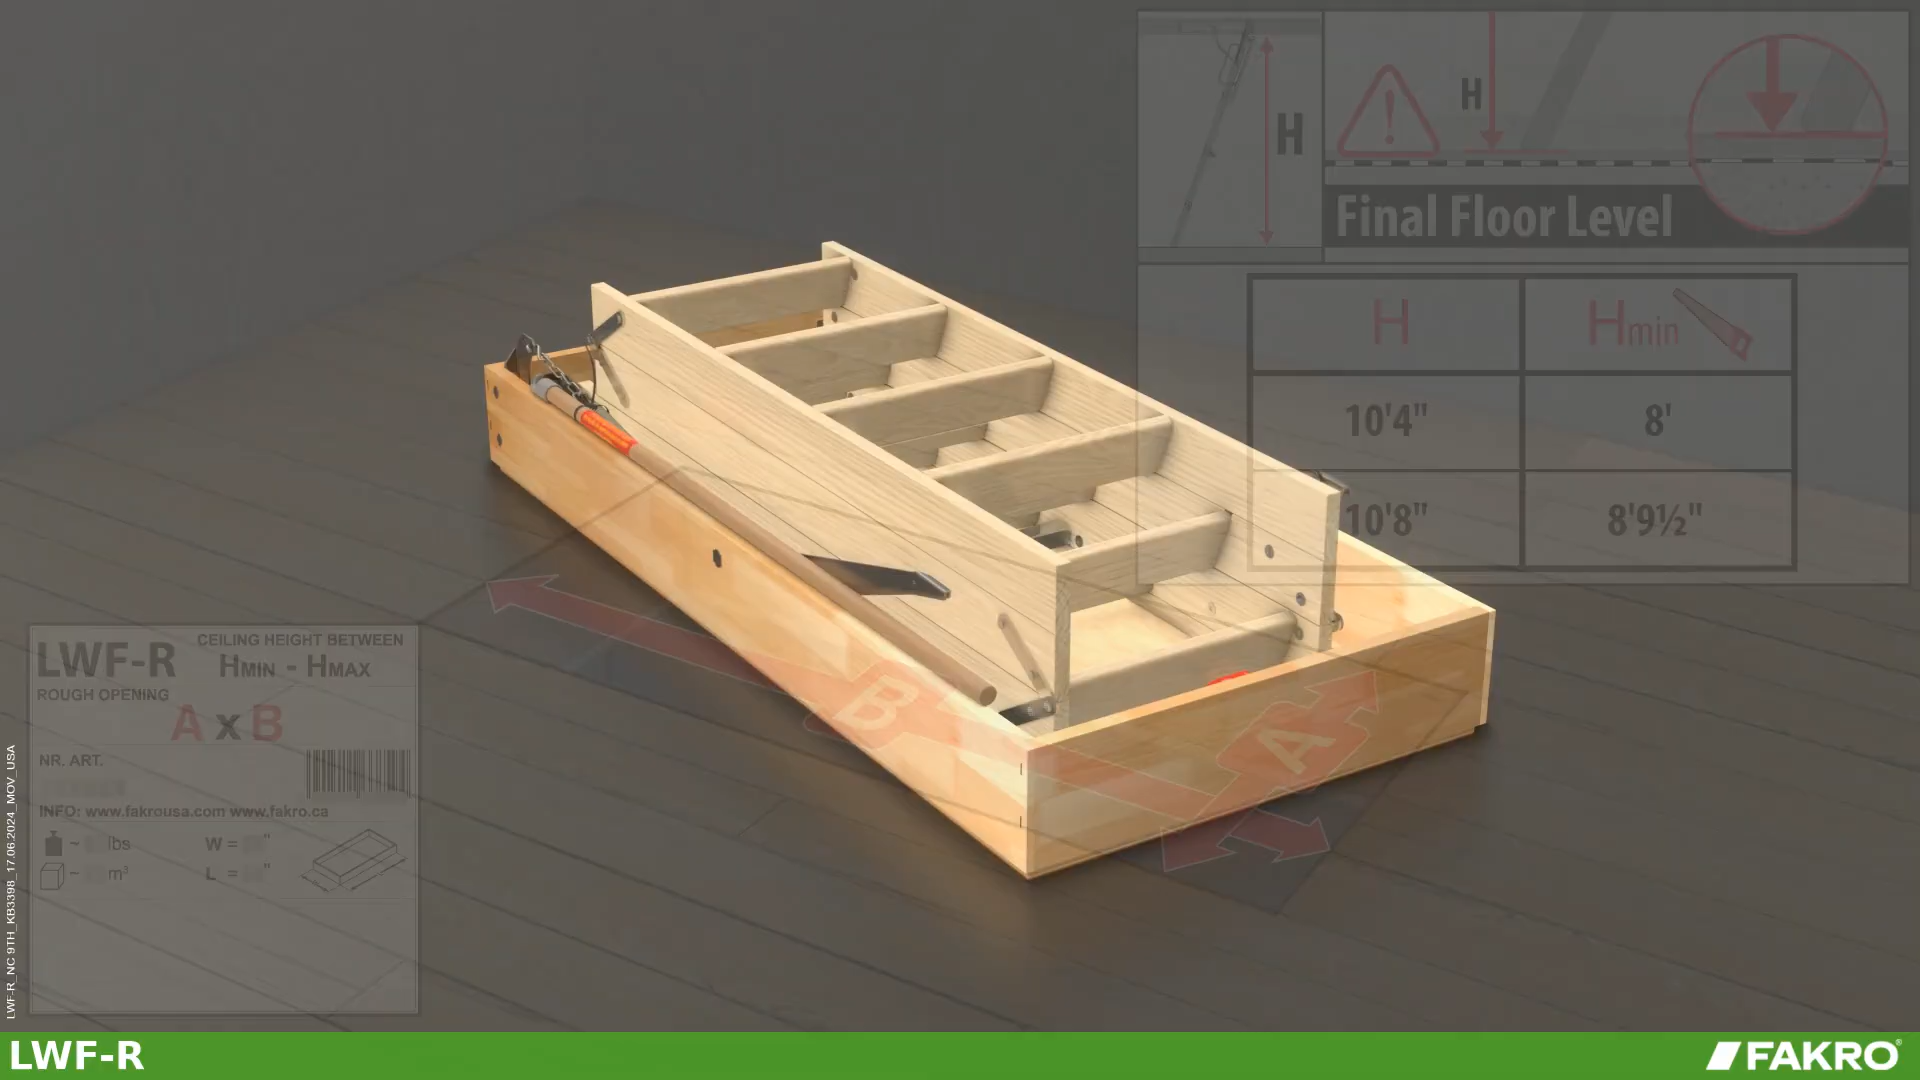 H
H
Final Floor Level
H
Hmin
10'4"
8'
10'8"
8'9½"
LWF-R
CEILING HEIGHT BETWEEN
HMIN - HMAX
ROUGH OPENING
A x B
NR. ART.
INFO: www.fakrousa.com www.fakro.ca
~ lbs
W = "
~ m³
L = "
B
A
LWF-R_NC 9TH_KB3398_17.06.2024_MOV_USA
LWF-R
FAKRO®